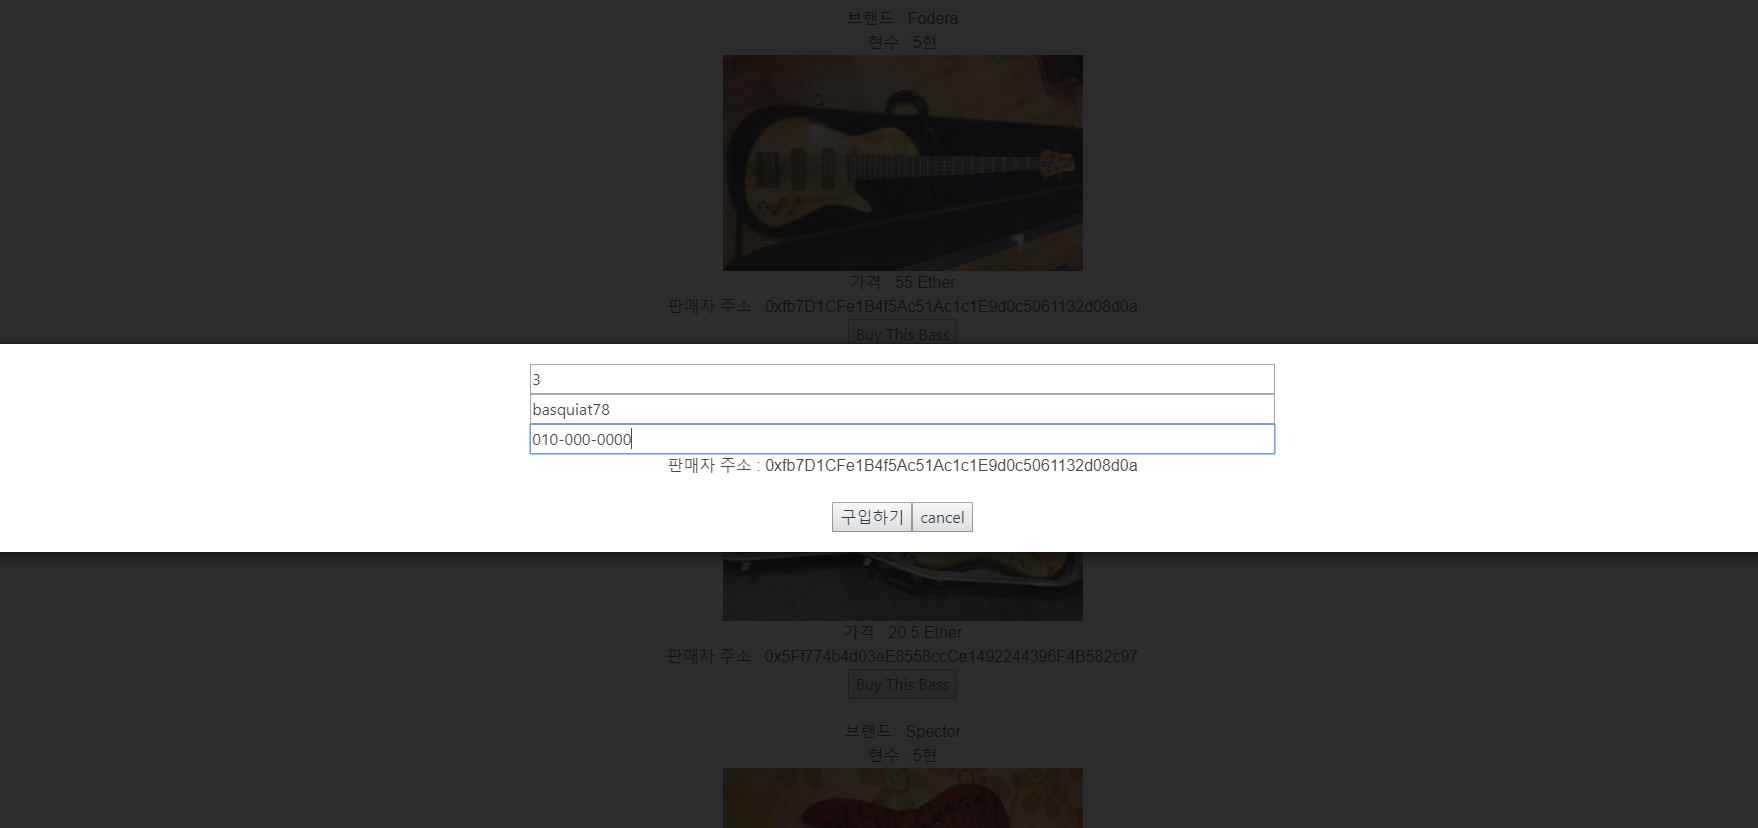 브랜드 : Fodera
현수 : 5현
가격 : 55 Ether
판매자 주소 : 0xfb7D1CFe1B4f5Ac51Ac1c1E9d0c5061132d08d0a
Buy This Bass
3
basquiat78
010-000-0000
판매자 주소 : 0xfb7D1CFe1B4f5Ac51Ac1c1E9d0c5061132d08d0a
구입하기 cancel
가격 : 20.5 Ether
판매자 주소 : 0x5Ff774b4d03eE8558ccCe1492244396F4B582c97
Buy This Bass
브랜드 : Spector
현수 : 5현